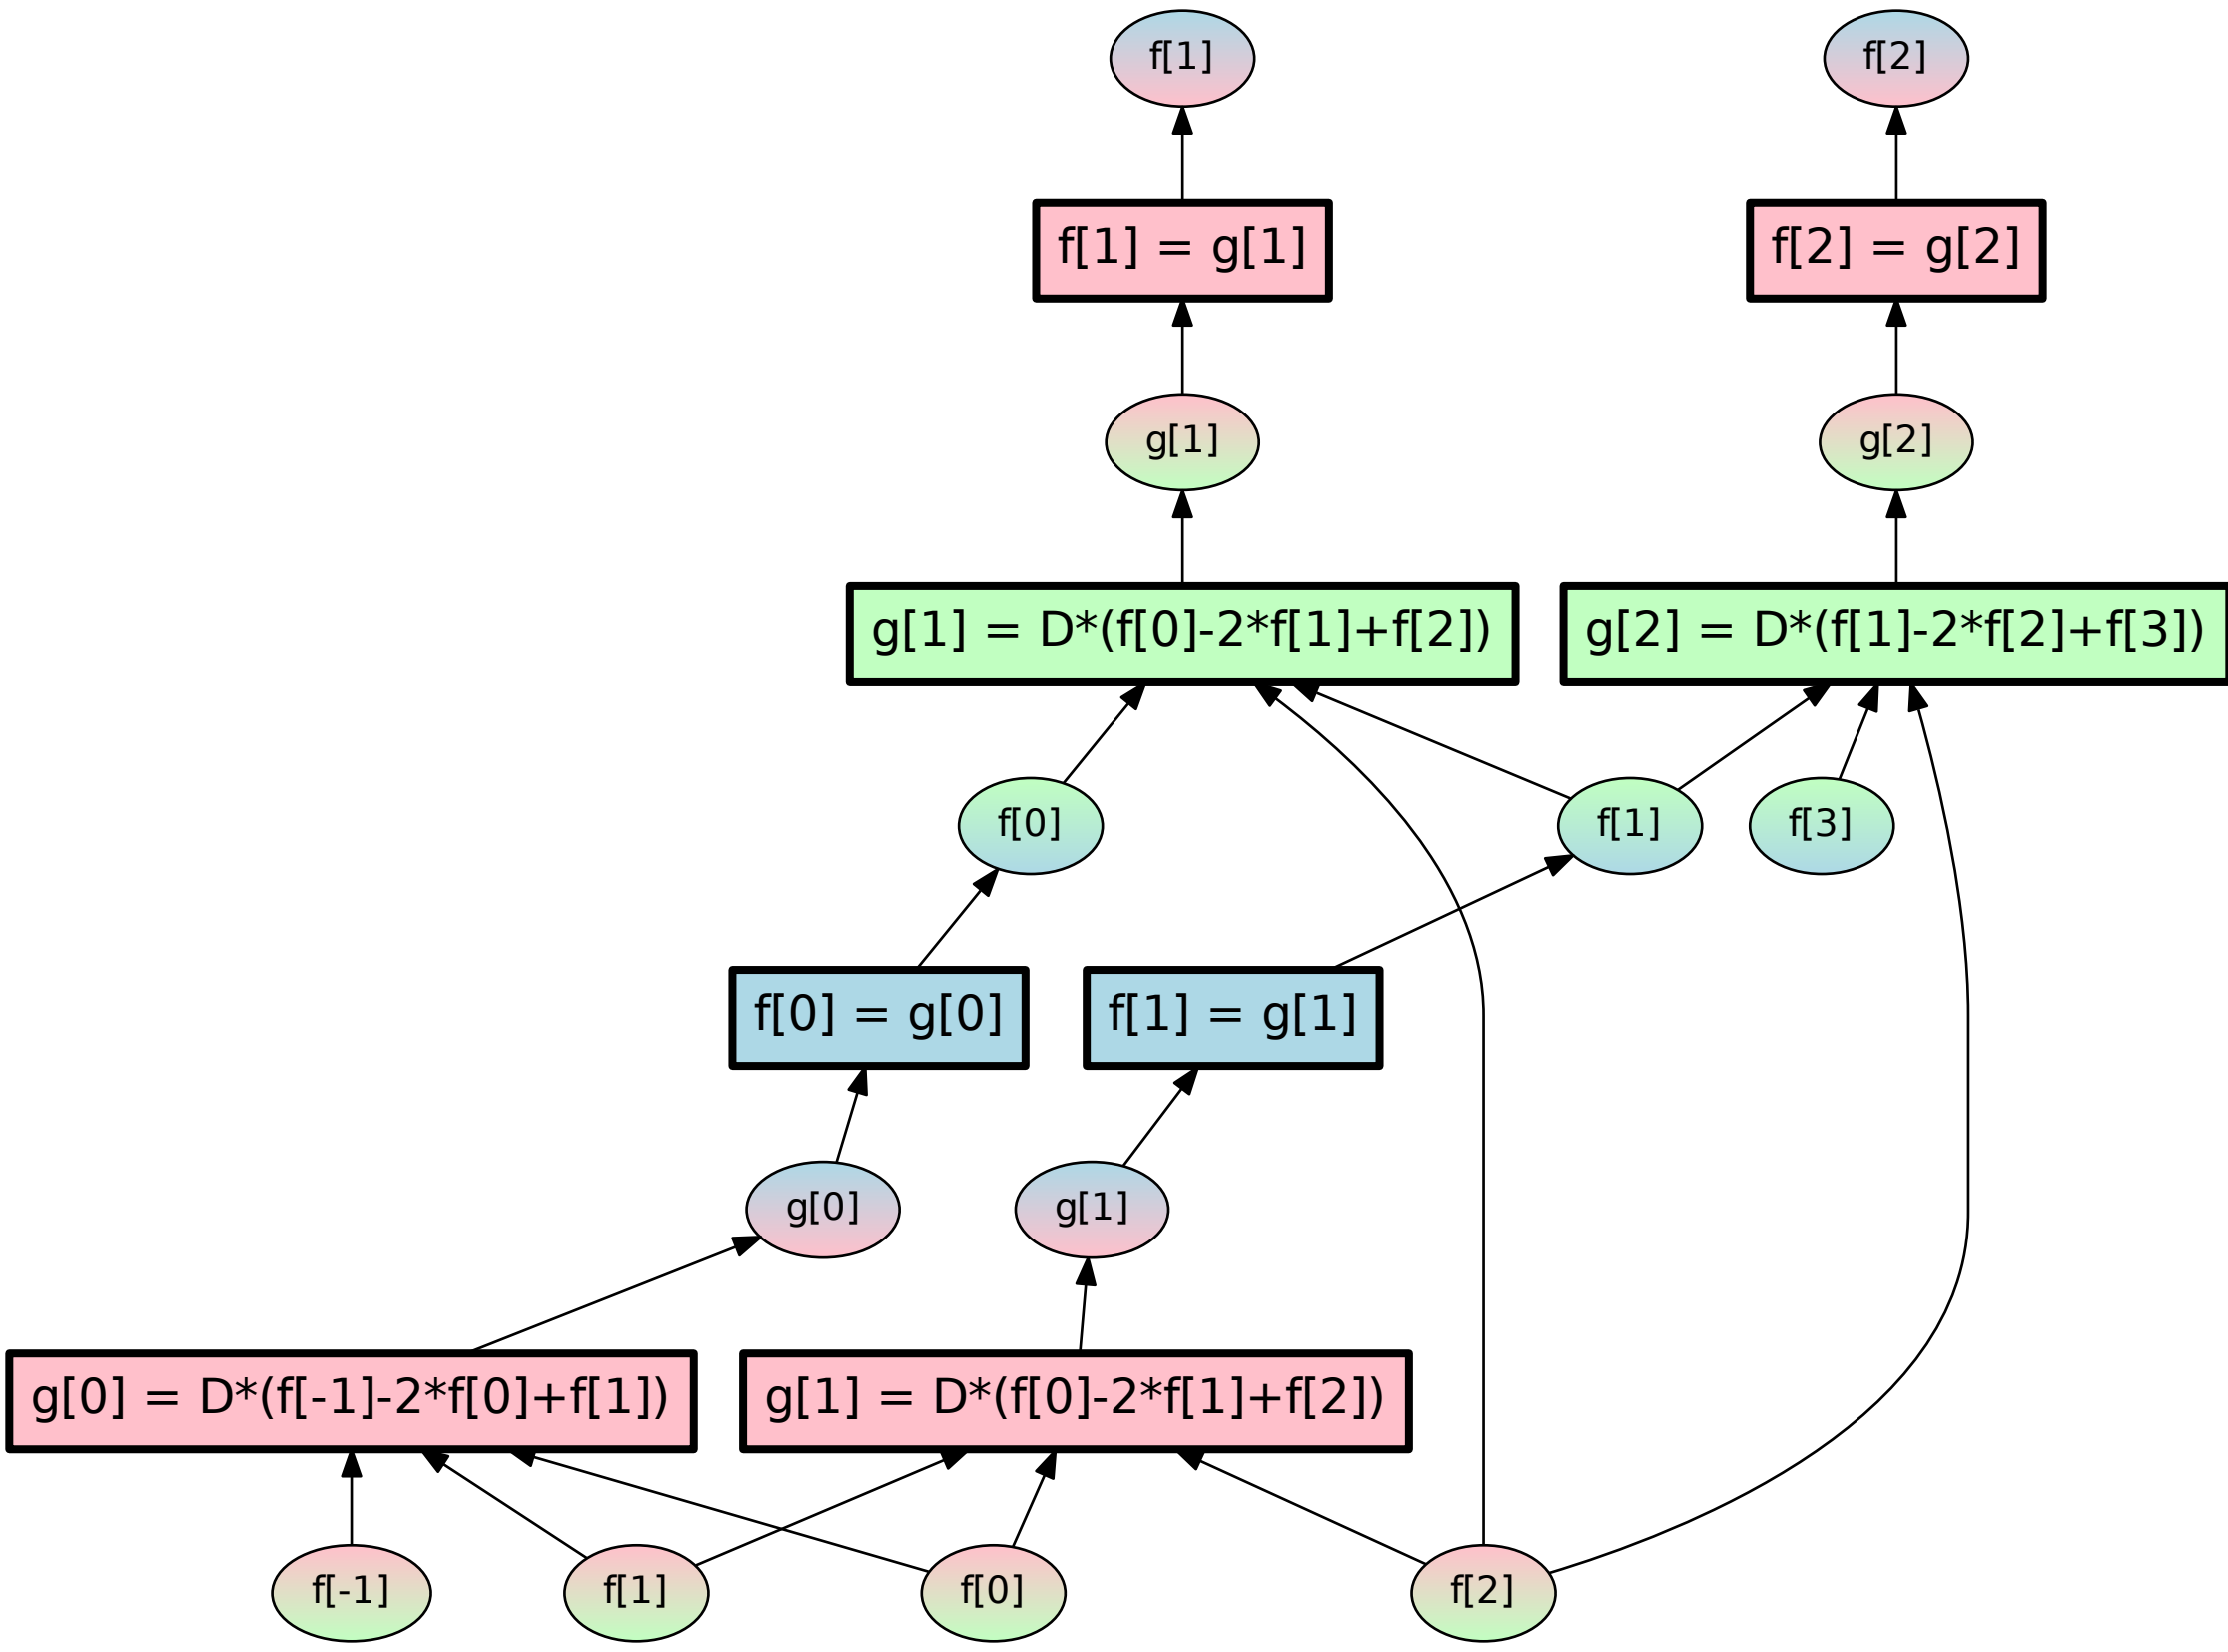 f[1]
f[2]
f[1] = g[1]
f[2] = g[2]
g[1]
g[2]
g[1] = D*(f[0]-2*f[1]+f[2])
g[2] = D*(f[1]-2*f[2]+f[3])
f[0]
f[1]
f[3]
f[0] = g[0]
f[1] = g[1]
g[0]
g[1]
g[0] = D*(f[-1]-2*f[0]+f[1])
g[1] = D*(f[0]-2*f[1]+f[2])
f[-1]
f[1]
f[0]
f[2]